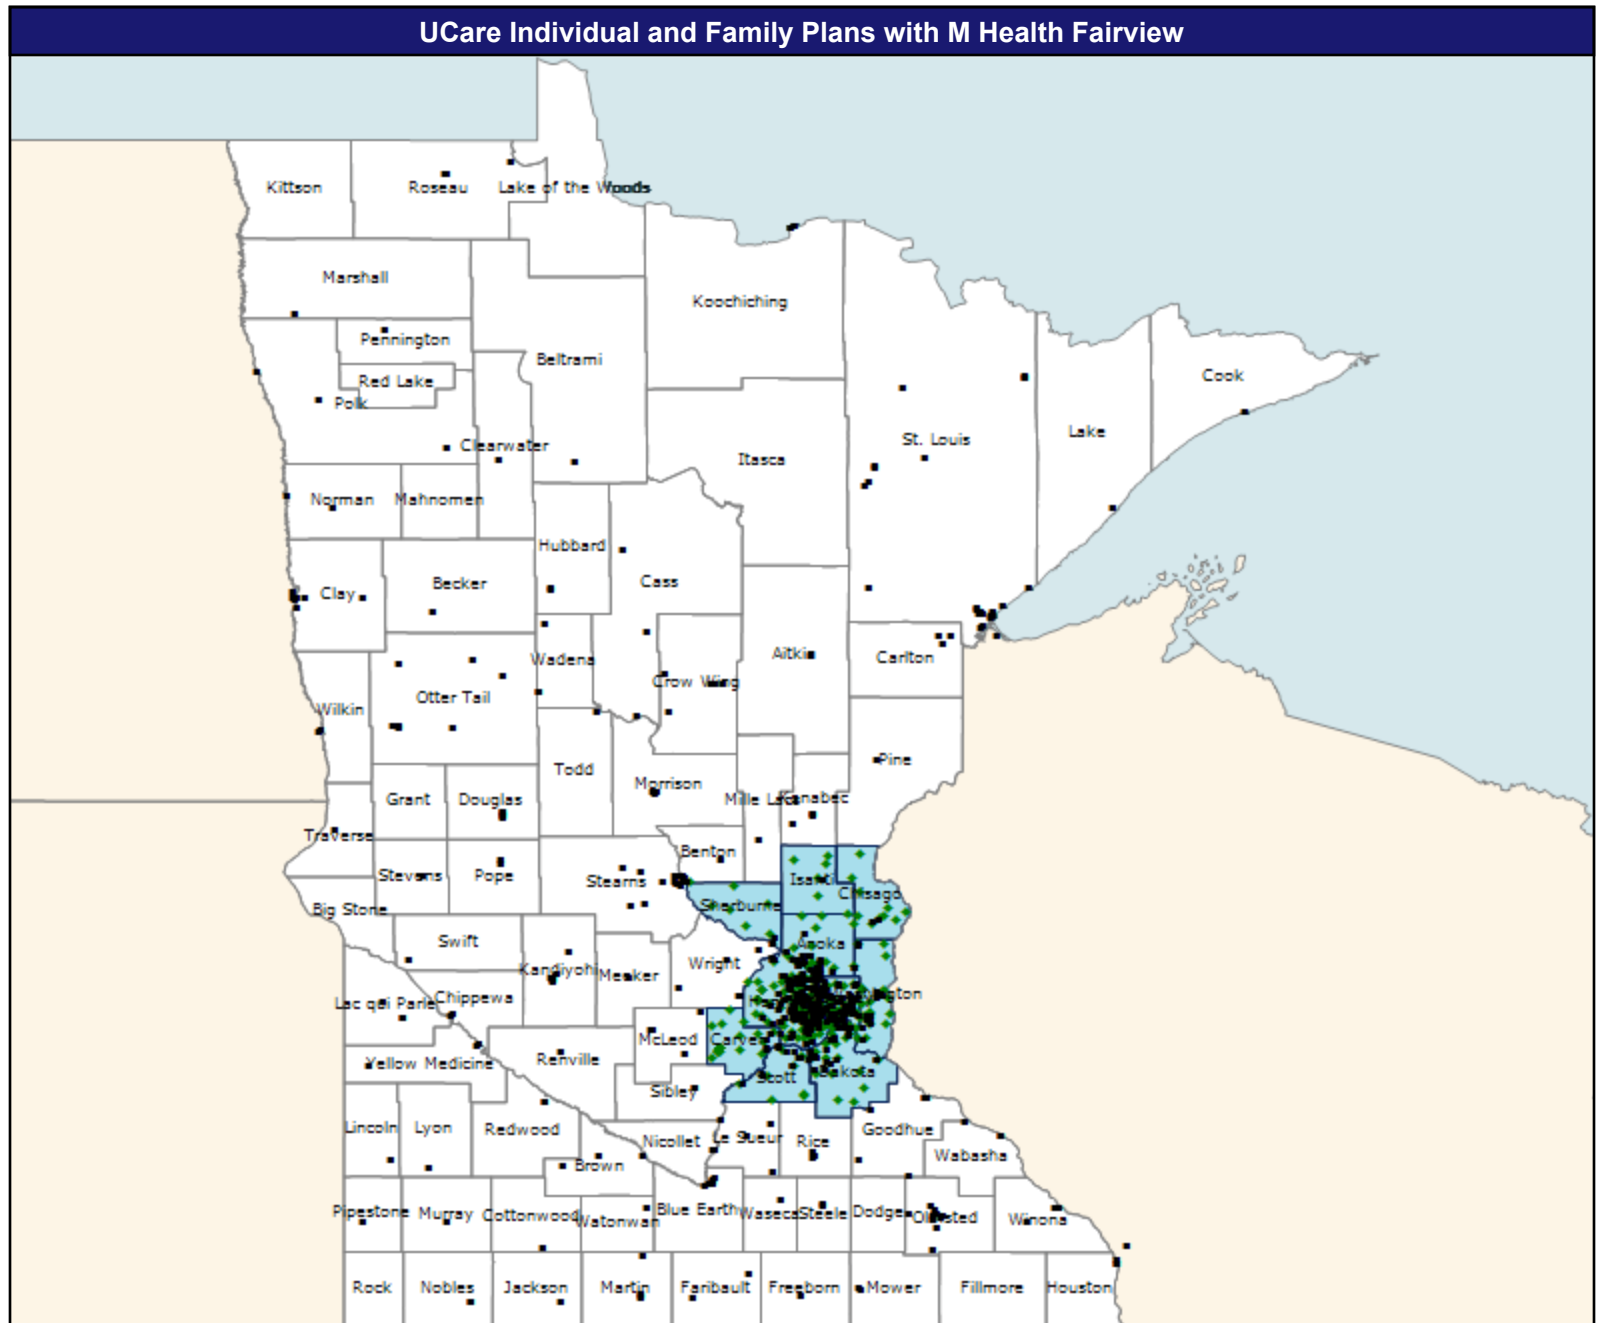 UCare Individual and Family Plans with M Health Fairview
Kittson
Roseau
Lake of the Woods
Marshall
Koochiching
Pennington
Beltrami
Red Lake
Cook
Polk
Lake
St. Louis
Clearwater
Itasca
Norman
Mahnomen
Hubbard
Cass
Becker
Clay
Aitkin
Carlton
Wadena
Crow Wing
Otter Tail
Wilkin
Pine
Todd
Morrison
Grant
Douglas
Mille Lacs
Kanabec
Traverse
Benton
Stevens
Pope
Stearns
Isanti
Chisago
Sherburne
Big Stone
Swift
Anoka
Wright
Kandiyohi
Meeker
Chippewa
Lac qui Parle
Washington
McLeod
Carver
Renville
Yellow Medicine
Scott
Dakota
Sibley
Lincoln
Lyon
Redwood
Goodhue
Nicollet
Le Sueur
Rice
Wabasha
Brown
Pipestone
Murray
Cottonwood
Watonwan
Blue Earth
Waseca
Steele
Dodge
Olmsted
Winona
Rock
Nobles
Jackson
Martin
Faribault
Freeborn
Mower
Fillmore
Houston